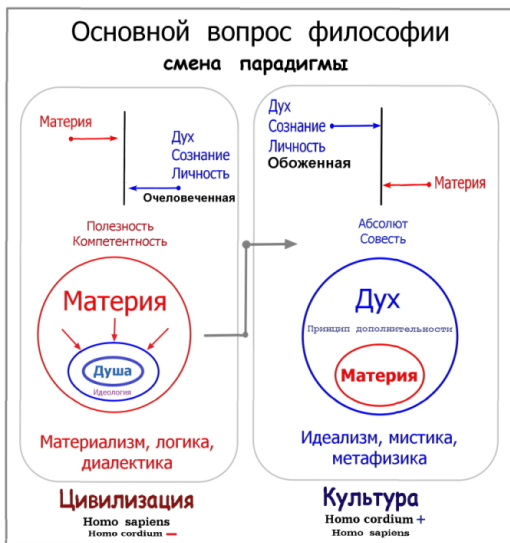 Основной вопрос философии
смена парадигмы
Материя
Дух
Сознание
Личность
Очеловеченная
Полезность
Компетентность
Материя
Душа
Идеология
Материализм, логика,
диалектика
Цивилизация
Homo sapiens
Homo cordium −
Дух
Сознание
Личность
Обоженная
Материя
Абсолют
Совесть
Дух
Принцип дополнительности
Материя
Идеализм, мистика,
метафизика
Культура
Homo cordium +
Homo sapiens